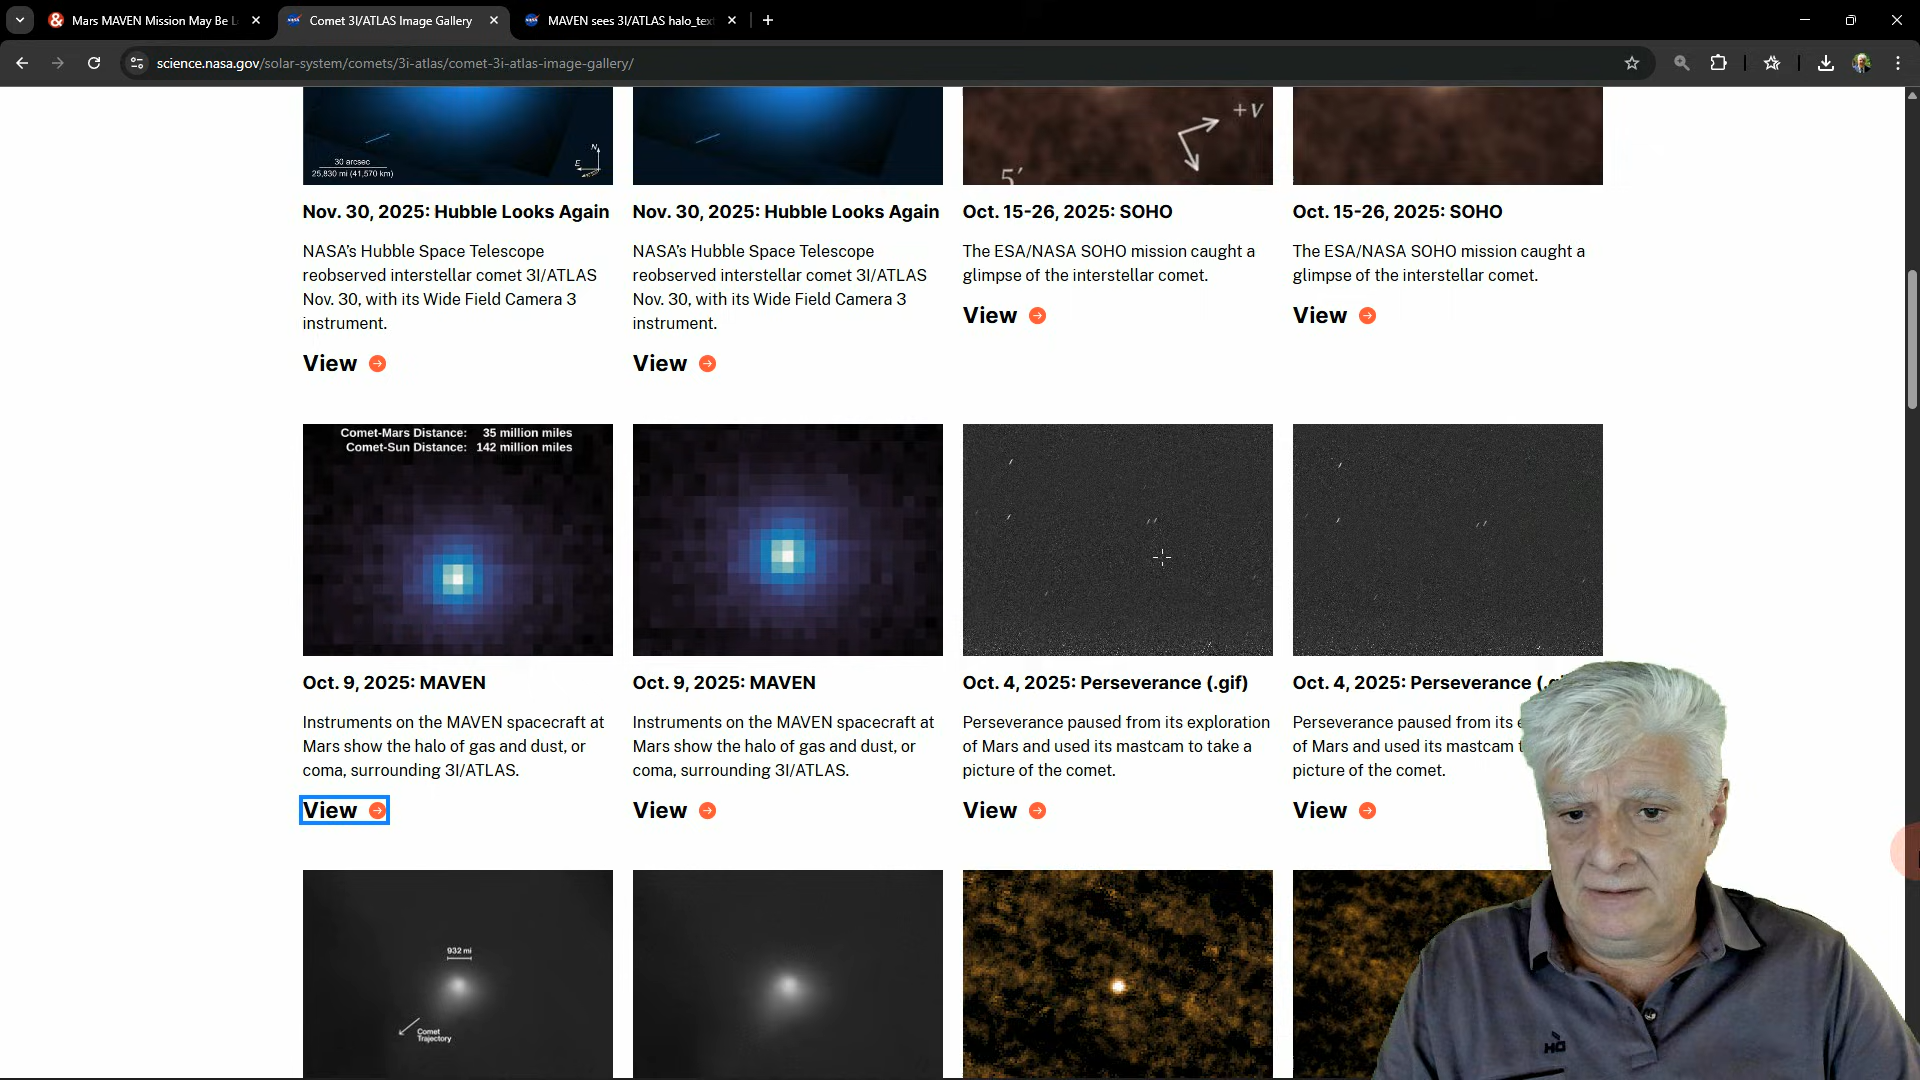 Mars MAVEN Mission May Be L
Comet 3I/ATLAS Image Gallery
MAVEN sees 3I/ATLAS halo_text
science.nasa.gov/solar-system/comets/3i-atlas/comet-3i-atlas-image-gallery/
30 arcsec
25,830 mi (41,570 km)
N
E
+v
5′
Nov. 30, 2025: Hubble Looks Again
NASA’s Hubble Space Telescope
reobserved interstellar comet 3I/ATLAS
Nov. 30, with its Wide Field Camera 3
instrument.
View
Nov. 30, 2025: Hubble Looks Again
NASA’s Hubble Space Telescope
reobserved interstellar comet 3I/ATLAS
Nov. 30, with its Wide Field Camera 3
instrument.
View
Oct. 15-26, 2025: SOHO
The ESA/NASA SOHO mission caught a
glimpse of the interstellar comet.
View
Oct. 15-26, 2025: SOHO
The ESA/NASA SOHO mission caught a
glimpse of the interstellar comet.
View
Comet-Mars Distance: 35 million miles
Comet-Sun Distance: 142 million miles
Oct. 9, 2025: MAVEN
Instruments on the MAVEN spacecraft at
Mars show the halo of gas and dust, or
coma, surrounding 3I/ATLAS.
View
Oct. 9, 2025: MAVEN
Instruments on the MAVEN spacecraft at
Mars show the halo of gas and dust, or
coma, surrounding 3I/ATLAS.
View
Oct. 4, 2025: Perseverance (.gif)
Perseverance paused from its exploration
of Mars and used its mastcam to take a
picture of the comet.
View
Oct. 4, 2025: Perseverance
Perseverance paused from its
of Mars and used its mastcam
picture of the comet.
View
932 mi
Comet
Trajectory